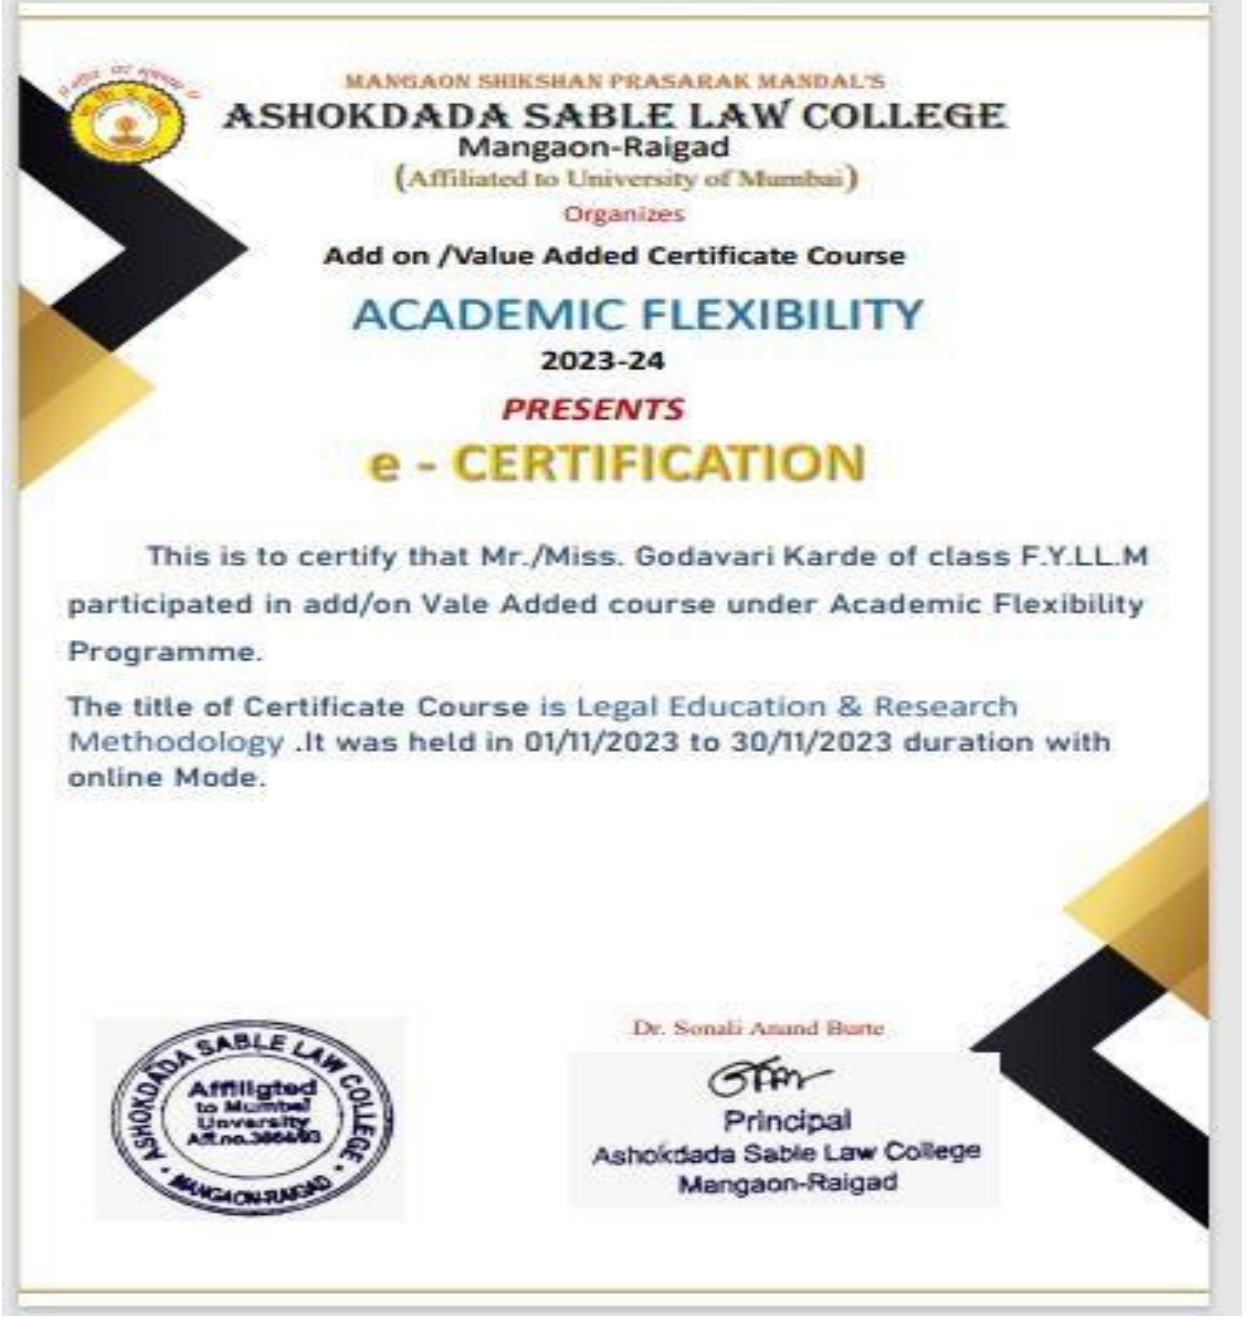 MANGAON SHIKSHAN PRASARAK MANDAL'S
ASHOKDADA SABLE LAW COLLEGE
Mangaon-Raigad
(Affiliated to University of Mumbai)
Organizes
Add on /Value Added Certificate Course
ACADEMIC FLEXIBILITY
2023-24
PRESENTS
e - CERTIFICATION
This is to certify that Mr./Miss. Godavari Karde of class F.Y.LL.M
participated in add/on Vale Added course under Academic Flexibility
Programme.
The title of Certificate Course is Legal Education & Research
Methodology .It was held in 01/11/2023 to 30/11/2023 duration with
online Mode.
ASHOKDADA SABLE LAW COLLEGE
Affiligted
to Mumbai
Unversity
Aff.no.
MANGAON-RAIGAD
Dr. Sonali Anand Burte
Principal
Ashokdada Sable Law College
Mangaon-Raigad